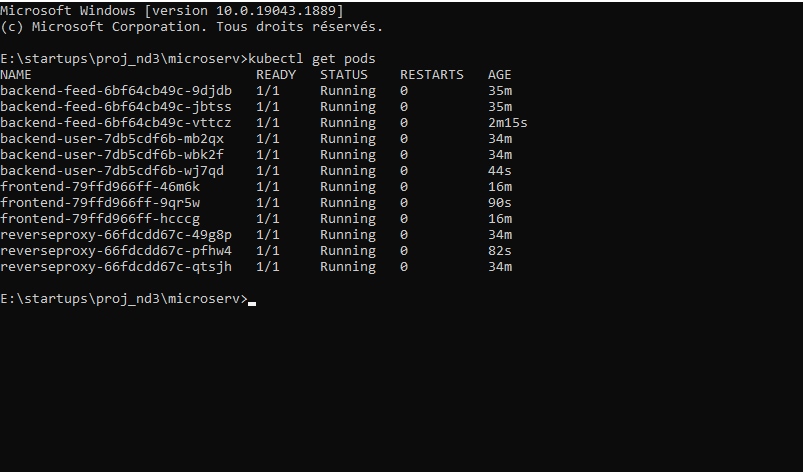 Microsoft Windows [version 10.0.19043.1889]
(c) Microsoft Corporation. Tous droits réservés.
E:\startups\proj_nd3\microserv>kubectl get pods
NAME READY STATUS RESTARTS AGE
backend-feed-6bf64cb49c-9djdb 1/1 Running 0 35m
backend-feed-6bf64cb49c-jbtss 1/1 Running 0 35m
backend-feed-6bf64cb49c-vttcz 1/1 Running 0 2m15s
backend-user-7db5cdf6b-mb2qx 1/1 Running 0 34m
backend-user-7db5cdf6b-wbk2f 1/1 Running 0 34m
backend-user-7db5cdf6b-wj7qd 1/1 Running 0 44s
frontend-79ffd966ff-46m6k 1/1 Running 0 16m
frontend-79ffd966ff-9qr5w 1/1 Running 0 90s
frontend-79ffd966ff-hcccg 1/1 Running 0 16m
reverseproxy-66fdcdd67c-49g8p 1/1 Running 0 34m
reverseproxy-66fdcdd67c-pfhw4 1/1 Running 0 82s
reverseproxy-66fdcdd67c-qtsjh 1/1 Running 0 34m
E:\startups\proj_nd3\microserv>